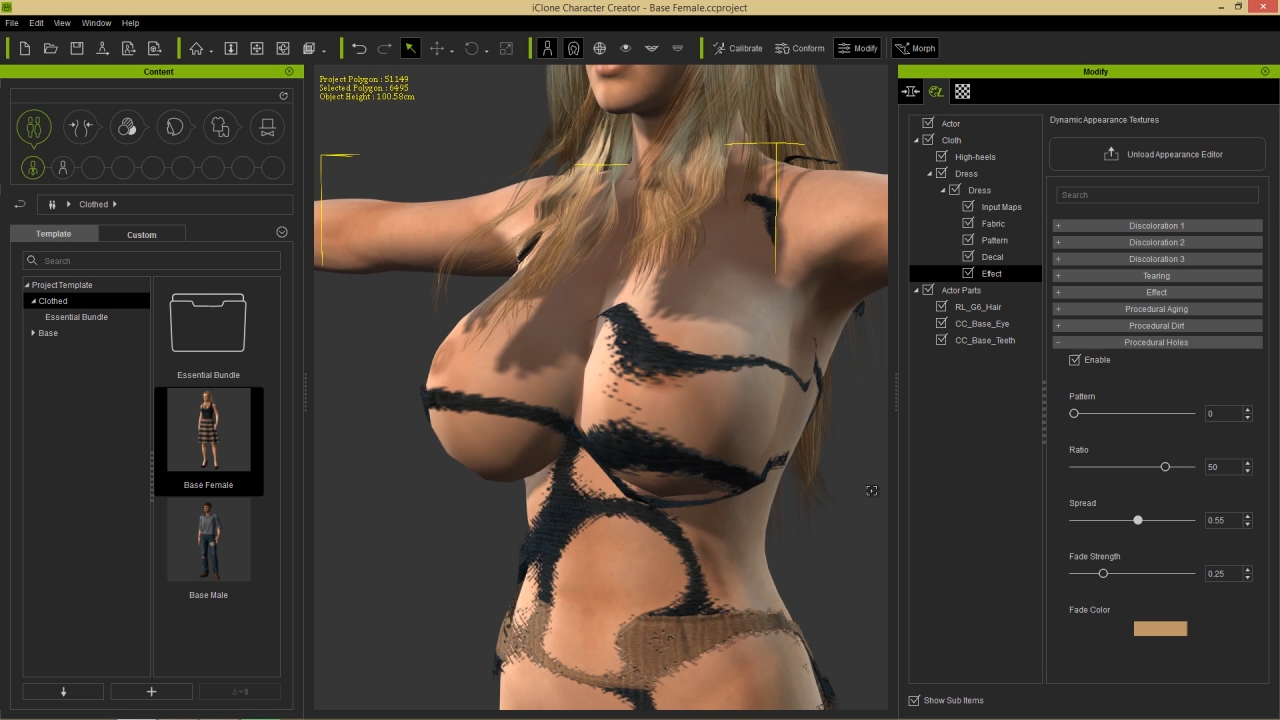 iClone Character Creator - Base Female.ccproject
File Edit View Window Help
Calibrate Conform Modify Morph
Content
Clothed
Template Custom
Search
Project Template
Clothed
Essential Bundle
Base
Essential Bundle
Base Female
Base Male
Project Polygon : 51149
Selected Polygon : 6495
Object Height : 100.58cm
Modify
Actor
Cloth
High-heels
Dress
Dress
Input Maps
Fabric
Pattern
Decal
Effect
Actor Parts
RL_G6_Hair
CC_Base_Eye
CC_Base_Teeth
Show Sub Items
Dynamic Appearance Textures
Unload Appearance Editor
Search
+ Discoloration 1
+ Discoloration 2
+ Discoloration 3
+ Tearing
+ Effect
+ Procedural Aging
+ Procedural Dirt
− Procedural Holes
Enable
Pattern
0
Ratio
50
Spread
0.55
Fade Strength
0.25
Fade Color